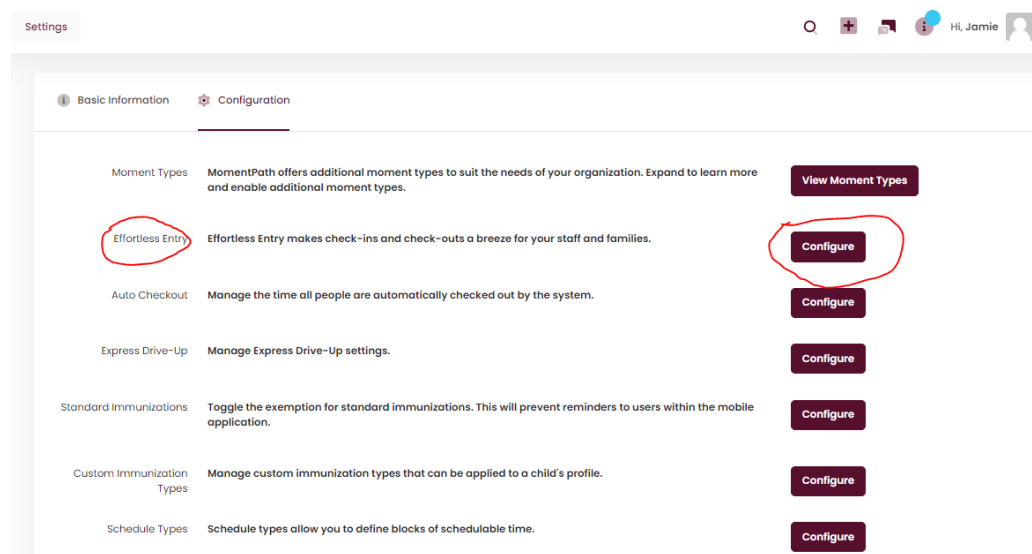 Settings
Hi, Jamie
Basic Information
Configuration
Moment Types
MomentPath offers additional moment types to suit the needs of your organization. Expand to learn more
and enable additional moment types.
View Moment Types
Effortless Entry
Effortless Entry makes check-ins and check-outs a breeze for your staff and families.
Configure
Auto Checkout
Manage the time all people are automatically checked out by the system.
Configure
Express Drive-Up
Manage Express Drive-Up settings.
Configure
Standard Immunizations
Toggle the exemption for standard immunizations. This will prevent reminders to users within the mobile
application.
Configure
Custom Immunization
Types
Manage custom immunization types that can be applied to a child's profile.
Configure
Schedule Types
Schedule types allow you to define blocks of schedulable time.
Configure